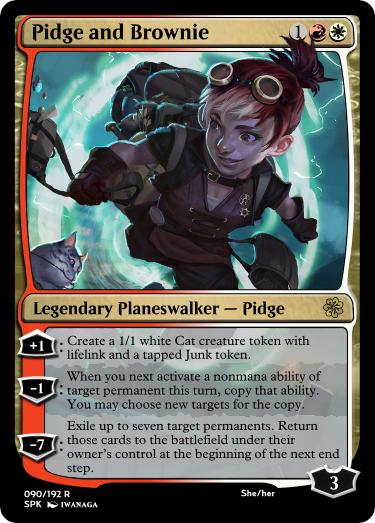 Pidge and Brownie 1
Legendary Planeswalker — Pidge
+1 : Create a 1/1 white Cat creature token with
lifelink and a tapped Junk token.
-1 : When you next activate a nonmana ability of
target permanent this turn, copy that ability.
You may choose new targets for the copy.
-7 : Exile up to seven target permanents. Return
those cards to the battlefield under their
owner's control at the beginning of the next end
step.
3
090/192 R She/her
SPK IWANAGA